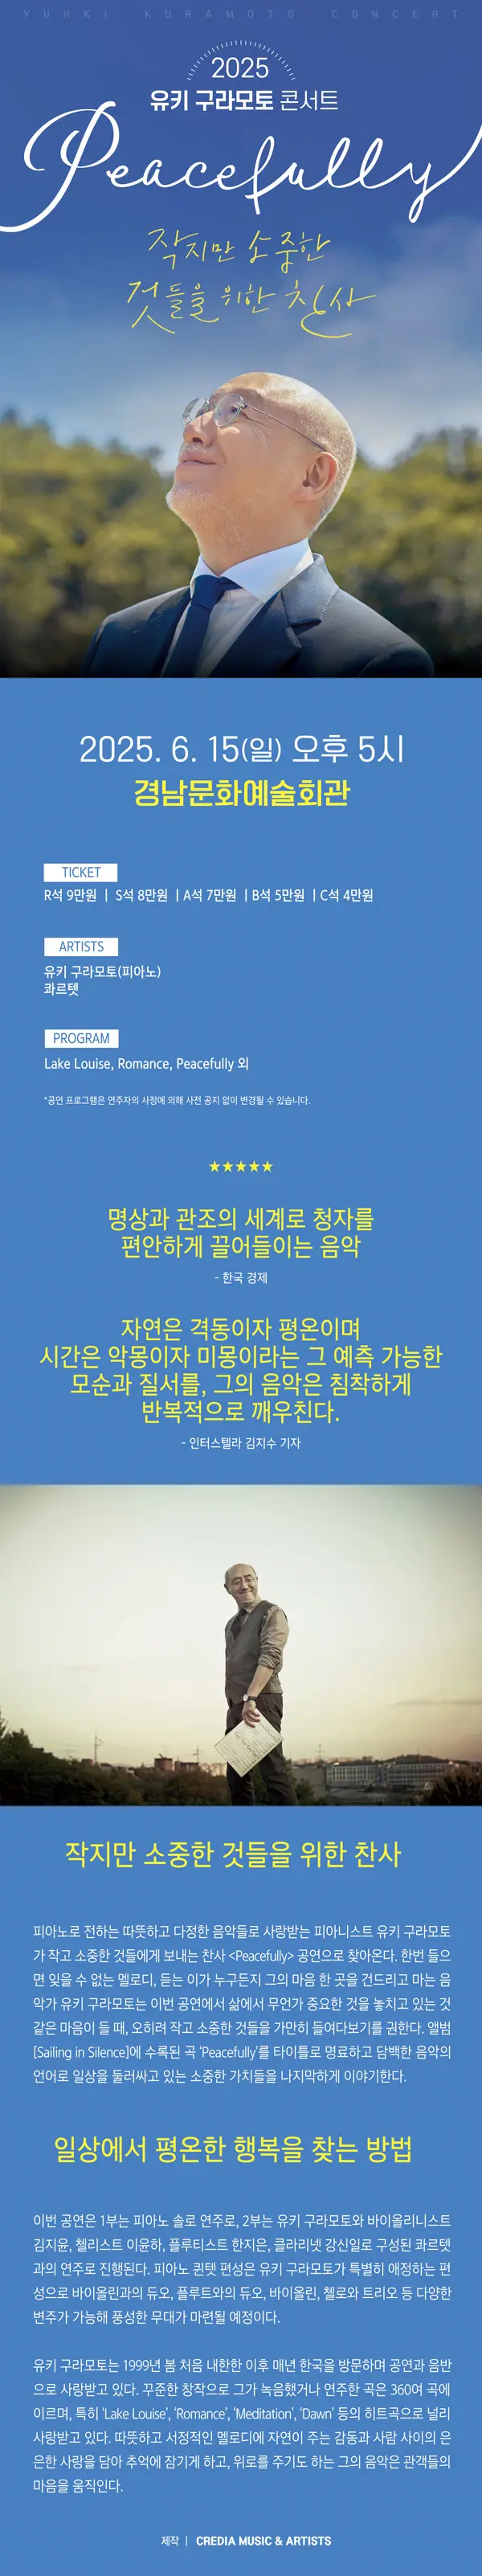 YUHKI KURAMOTO CONCERT
2025
유키 구라모토 콘서트
Peacefully
작지만 소중한
것들을 위한 찬사
2025. 6. 15(일) 오후 5시
경남문화예술회관
TICKET
R석 9만원 | S석 8만원 | A석 7만원 | B석 5만원 | C석 4만원
ARTISTS
유키 구라모토(피아노)
콰르텟
PROGRAM
Lake Louise, Romance, Peacefully 외
*공연 프로그램은 연주자의 사정에 의해 사전 공지 없이 변경될 수 있습니다.
★★★★★
명상과 관조의 세계로 청자를
편안하게 끌어들이는 음악
- 한국 경제
자연은 격동이자 평온이며
시간은 악몽이자 미몽이라는 그 예측 가능한
모순과 질서를, 그의 음악은 침착하게
반복적으로 깨우친다.
- 인터스텔라 김지수 기자
작지만 소중한 것들을 위한 찬사
피아노로 전하는 따뜻하고 다정한 음악들로 사랑받는 피아니스트 유키 구라모토
가 작고 소중한 것들에게 보내는 찬사 <Peacefully> 공연으로 찾아온다. 한번 들으
면 잊을 수 없는 멜로디, 듣는 이가 누구든지 그의 마음 한 곳을 건드리고 마는 음
악가 유키 구라모토는 이번 공연에서 삶에서 무언가 중요한 것을 놓치고 있는 것
같은 마음이 들 때, 오히려 작고 소중한 것들을 가만히 들여다보기를 권한다. 앨범
[Sailing in Silence]에 수록된 곡 'Peacefully'를 타이틀로 명료하고 담백한 음악의
언어로 일상을 둘러싸고 있는 소중한 가치들을 나지막하게 이야기한다.
일상에서 평온한 행복을 찾는 방법
이번 공연은 1부는 피아노 솔로 연주로, 2부는 유키 구라모토와 바이올리니스트
김지윤, 첼리스트 이윤하, 플루티스트 한지은, 클라리넷 강신일로 구성된 콰르텟
과의 연주로 진행된다. 피아노 퀸텟 편성은 유키 구라모토가 특별히 애정하는 편
성으로 바이올린과의 듀오, 플루트와의 듀오, 바이올린, 첼로와 트리오 등 다양한
변주가 가능해 풍성한 무대가 마련될 예정이다.
유키 구라모토는 1999년 봄 처음 내한한 이후 매년 한국을 방문하며 공연과 음반
으로 사랑받고 있다. 꾸준한 창작으로 그가 녹음했거나 연주한 곡은 360여 곡에
이르며, 특히 'Lake Louise', 'Romance', 'Meditation', 'Dawn' 등의 히트곡으로 널리
사랑받고 있다. 따뜻하고 서정적인 멜로디에 자연이 주는 감동과 사람 사이의 은
은한 사랑을 담아 추억에 잠기게 하고, 위로를 주기도 하는 그의 음악은 관객들의
마음을 움직인다.
제작 | CREDIA MUSIC & ARTISTS